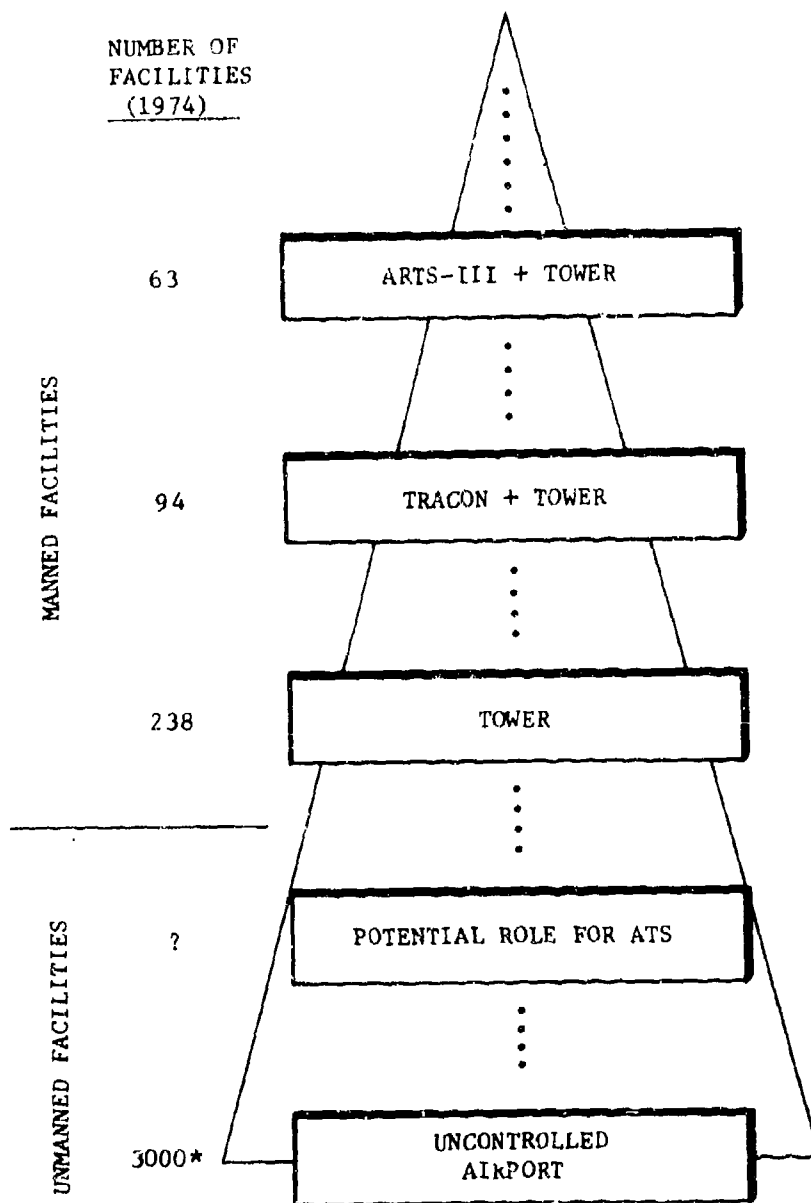 NUMBER OF
FACILITIES
(1974)
63
ARTS-III + TOWER
MANNED FACILITIES
94
TRACON + TOWER
238
TOWER
UNMANNED FACILITIES
?
POTENTIAL ROLE FOR ATS
3000*
UNCONTROLLED
AIRPORT